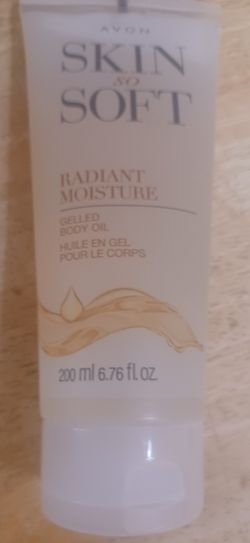 AVON
SKIN
so
SOFT
RADIANT
MOISTURE
GELLED
BODY OIL
HUILE EN GEL
POUR LE CORPS
200 ml 6.76 fl. oz.